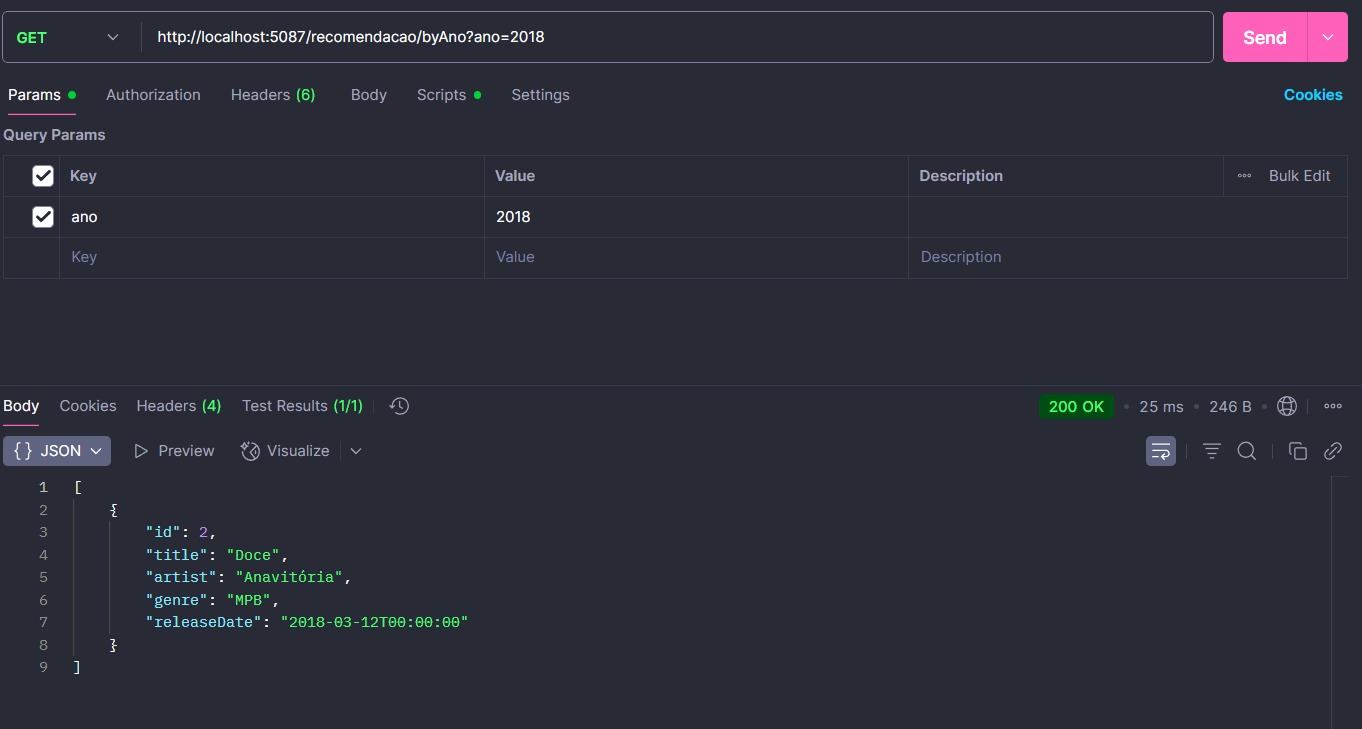 GET http://localhost:5087/recomendacao/byAno?ano=2018 Send
Params Authorization Headers (6) Body Scripts Settings Cookies
Query Params
Key Value Description Bulk Edit
ano 2018
Key Value Description
Body Cookies Headers (4) Test Results (1/1) 200 OK 25 ms 246 B
{} JSON Preview Visualize
1 [
2 {
3 "id": 2,
4 "title": "Doce",
5 "artist": "Anavitória",
6 "genre": "MPB",
7 "releaseDate": "2018-03-12T00:00:00"
8 }
9 ]